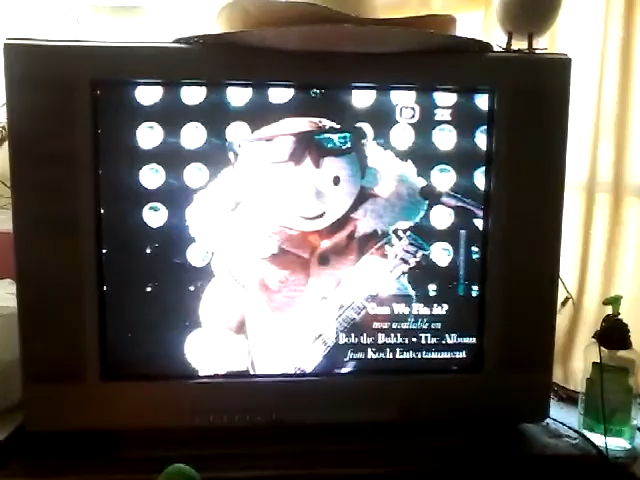 Can We Fix It?
now available on
Bob the Builder - The Album
from Koch Entertainment